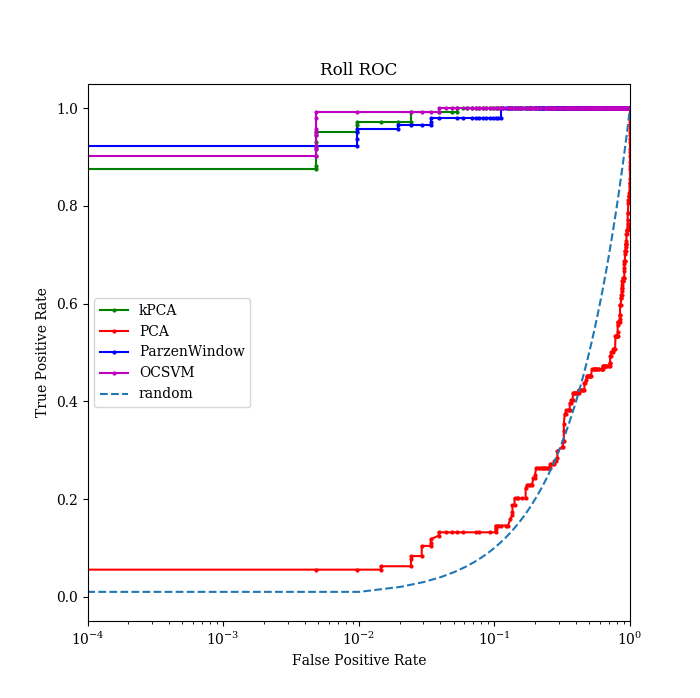 Roll ROC
True Positive Rate
1.0
0.8
0.6
0.4
0.2
0.0
kPCA
PCA
ParzenWindow
OCSVM
random
10⁻⁴ 10⁻³ 10⁻² 10⁻¹ 10⁰
False Positive Rate